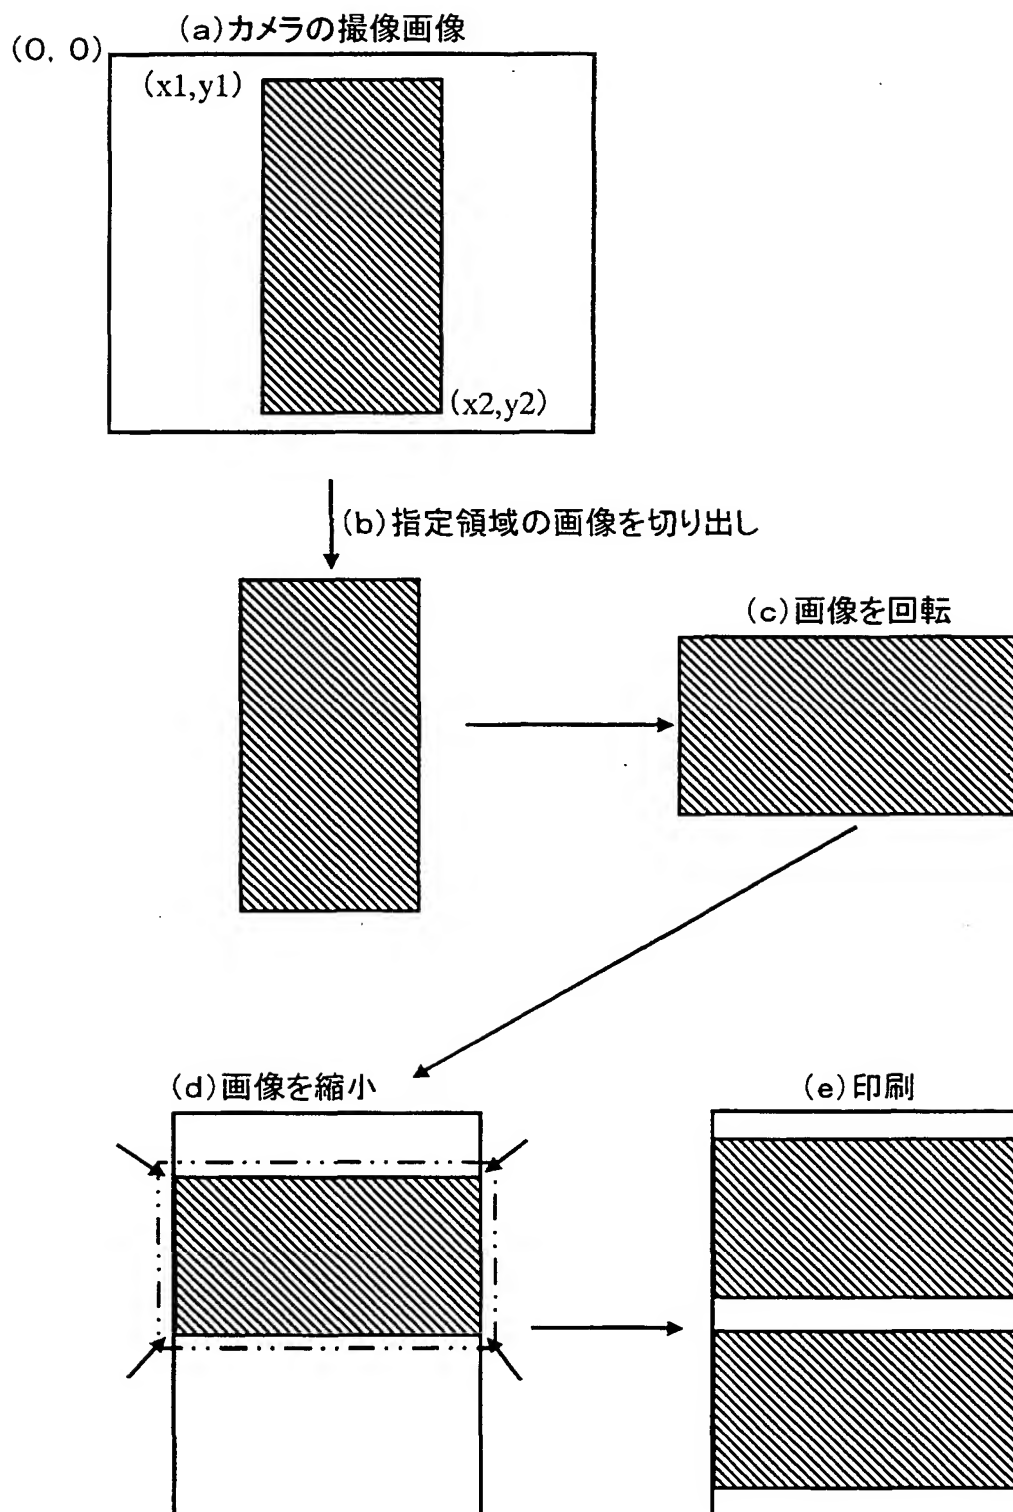 (a)カメラの撮像画像
(0, 0)
(x1,y1)
(x2,y2)
(b)指定領域の画像を切り出し
(c)画像を回転
(d)画像を縮小
(e)印刷